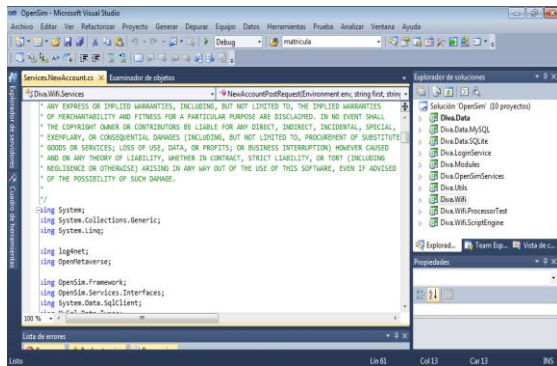 OpenSim - Microsoft Visual Studio
Archivo Editar Ver Refactorizar Proyecto Generar Depurar Equipo Datos Herramientas Prueba Analizar Ventana Ayuda
Debug matricula
Services.NewAccount.cs Examinador de objetos
Diva.Wifi.Services NewAccountPostRequest(Environment env, string first, string
* ANY EXPRESS OR IMPLIED WARRANTIES, INCLUDING, BUT NOT LIMITED TO, THE IMPLIED WARRANTIES
* OF MERCHANTABILITY AND FITNESS FOR A PARTICULAR PURPOSE ARE DISCLAIMED. IN NO EVENT SHALL
* THE COPYRIGHT OWNER OR CONTRIBUTORS BE LIABLE FOR ANY DIRECT, INDIRECT, INCIDENTAL, SPECIAL,
* EXEMPLARY, OR CONSEQUENTIAL DAMAGES (INCLUDING, BUT NOT LIMITED TO, PROCUREMENT OF SUBSTITUTE
* GOODS OR SERVICES; LOSS OF USE, DATA, OR PROFITS; OR BUSINESS INTERRUPTION) HOWEVER CAUSED
* AND ON ANY THEORY OF LIABILITY, WHETHER IN CONTRACT, STRICT LIABILITY, OR TORT (INCLUDING
* NEGLIGENCE OR OTHERWISE) ARISING IN ANY WAY OUT OF THE USE OF THIS SOFTWARE, EVEN IF ADVISED
* OF THE POSSIBILITY OF SUCH DAMAGE.
*
*/
using System;
using System.Collections.Generic;
using System.Linq;
using log4net;
using OpenMetaverse;
using OpenSim.Framework;
using OpenSim.Services.Interfaces;
using System.Data.SqlClient;
100 %
Lista de errores
Explorador de servidores
Cuadro de herramientas
Explorador de soluciones
Solución 'OpenSim' (10 proyectos)
Diva.Data
Diva.Data.MySQL
Diva.Data.SQLite
Diva.LoginService
Diva.Modules
Diva.OpenSimServices
Diva.Utils
Diva.Wifi
Diva.Wifi.ProcessorTest
Diva.Wifi.ScriptEngine
Explorad... Team Exp... Vista de c...
Propiedades
Listo Lín 61 Col 13 Car 13 INS